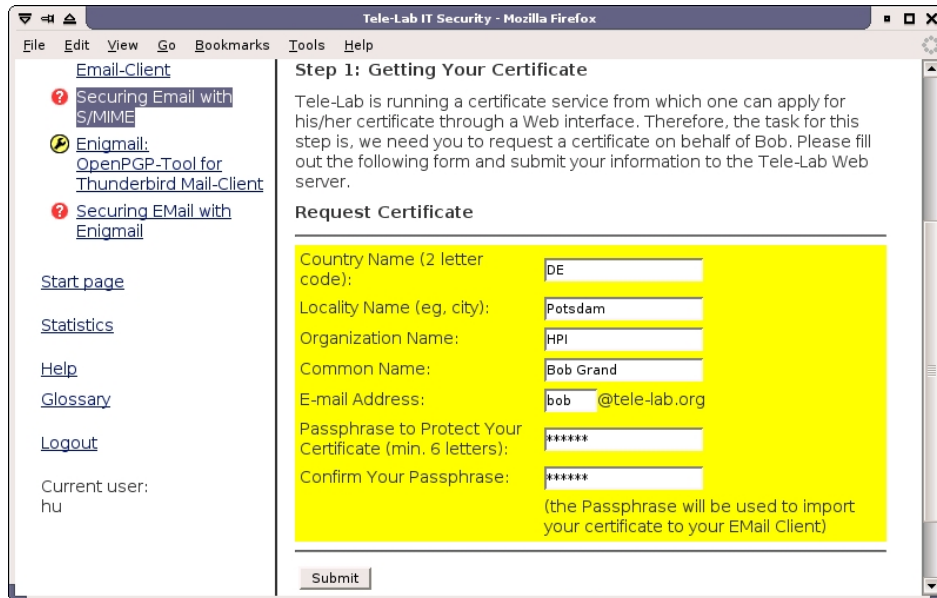 Tele-Lab IT Security - Mozilla Firefox
File Edit View Go Bookmarks Tools Help
Email-Client
Securing Email with
S/MIME
Enigmail:
OpenPGP-Tool for
Thunderbird Mail-Client
Securing EMail with
Enigmail
Start page
Statistics
Help
Glossary
Logout
Current user:
hu
Step 1: Getting Your Certificate
Tele-Lab is running a certificate service from which one can apply for
his/her certificate through a Web interface. Therefore, the task for this
step is, we need you to request a certificate on behalf of Bob. Please fill
out the following form and submit your information to the Tele-Lab Web
server.
Request Certificate
Country Name (2 letter
code):
DE
Locality Name (eg, city):
Potsdam
Organization Name:
HPI
Common Name:
Bob Grand
E-mail Address:
bob @tele-lab.org
Passphrase to Protect Your
Certificate (min. 6 letters):
******
Confirm Your Passphrase:
******
(the Passphrase will be used to import
your certificate to your EMail Client)
Submit